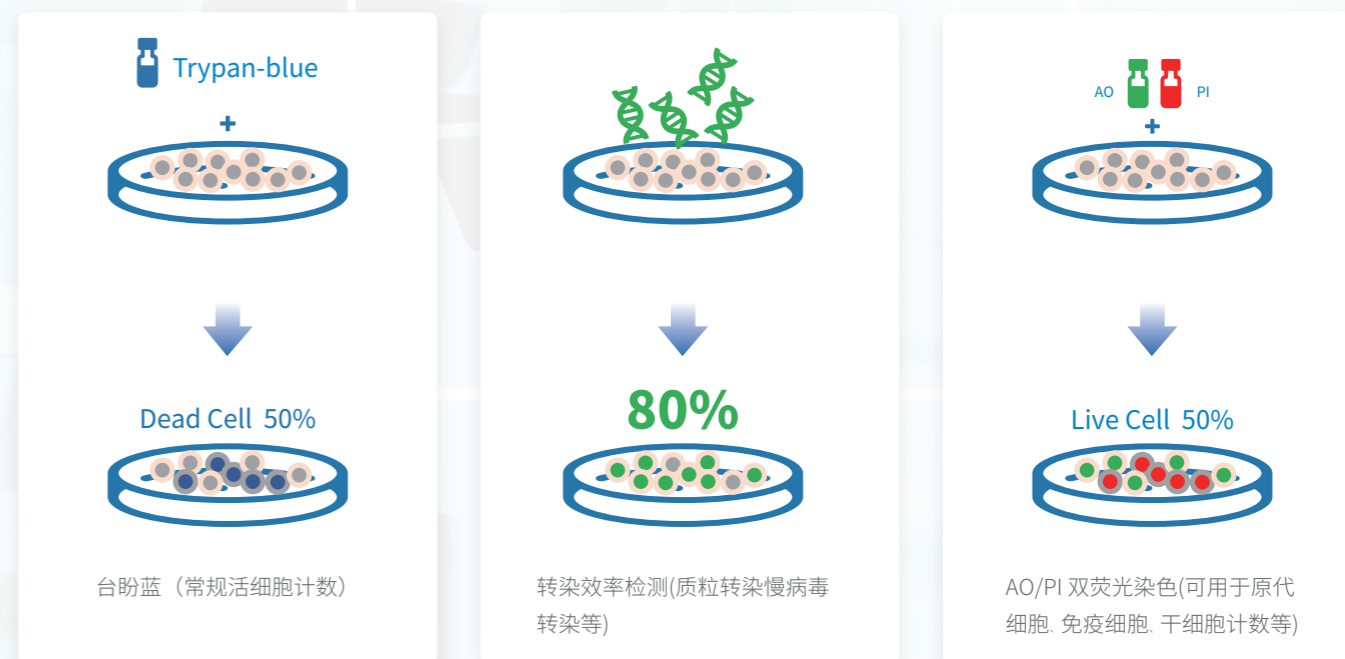 Trypan-blue
+
Dead Cell 50%
台盼蓝（常规活细胞计数）
80%
转染效率检测(质粒转染慢病毒
转染等)
AO PI
+
Live Cell 50%
AO/PI 双荧光染色(可用于原代
细胞、免疫细胞、干细胞计数等)